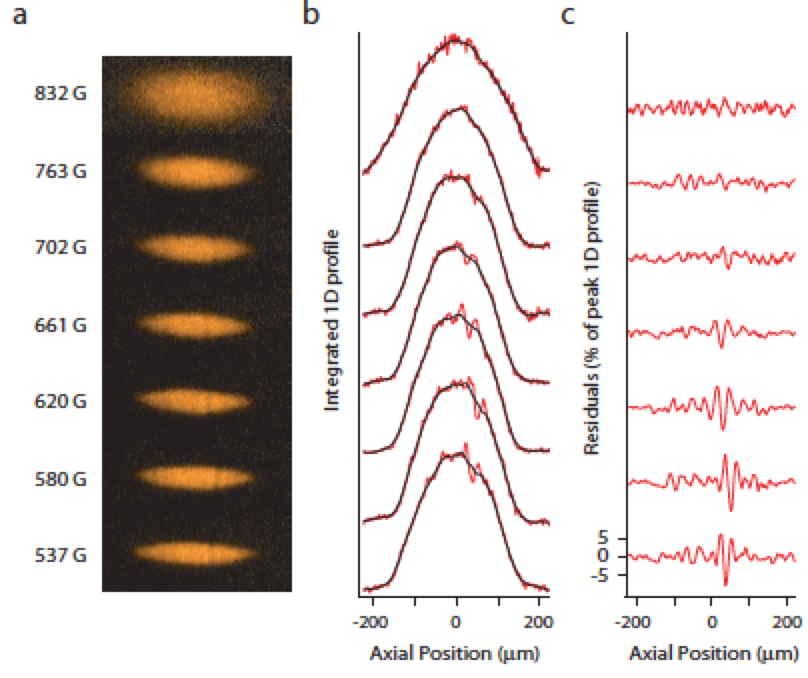 a
b
c
832 G
763 G
702 G
661 G
620 G
580 G
537 G
Integrated 1D profile
-200
0
200
Axial Position (μm)
Residuals (% of peak 1D profile)
5
0
-5
-200
0
200
Axial Position (μm)